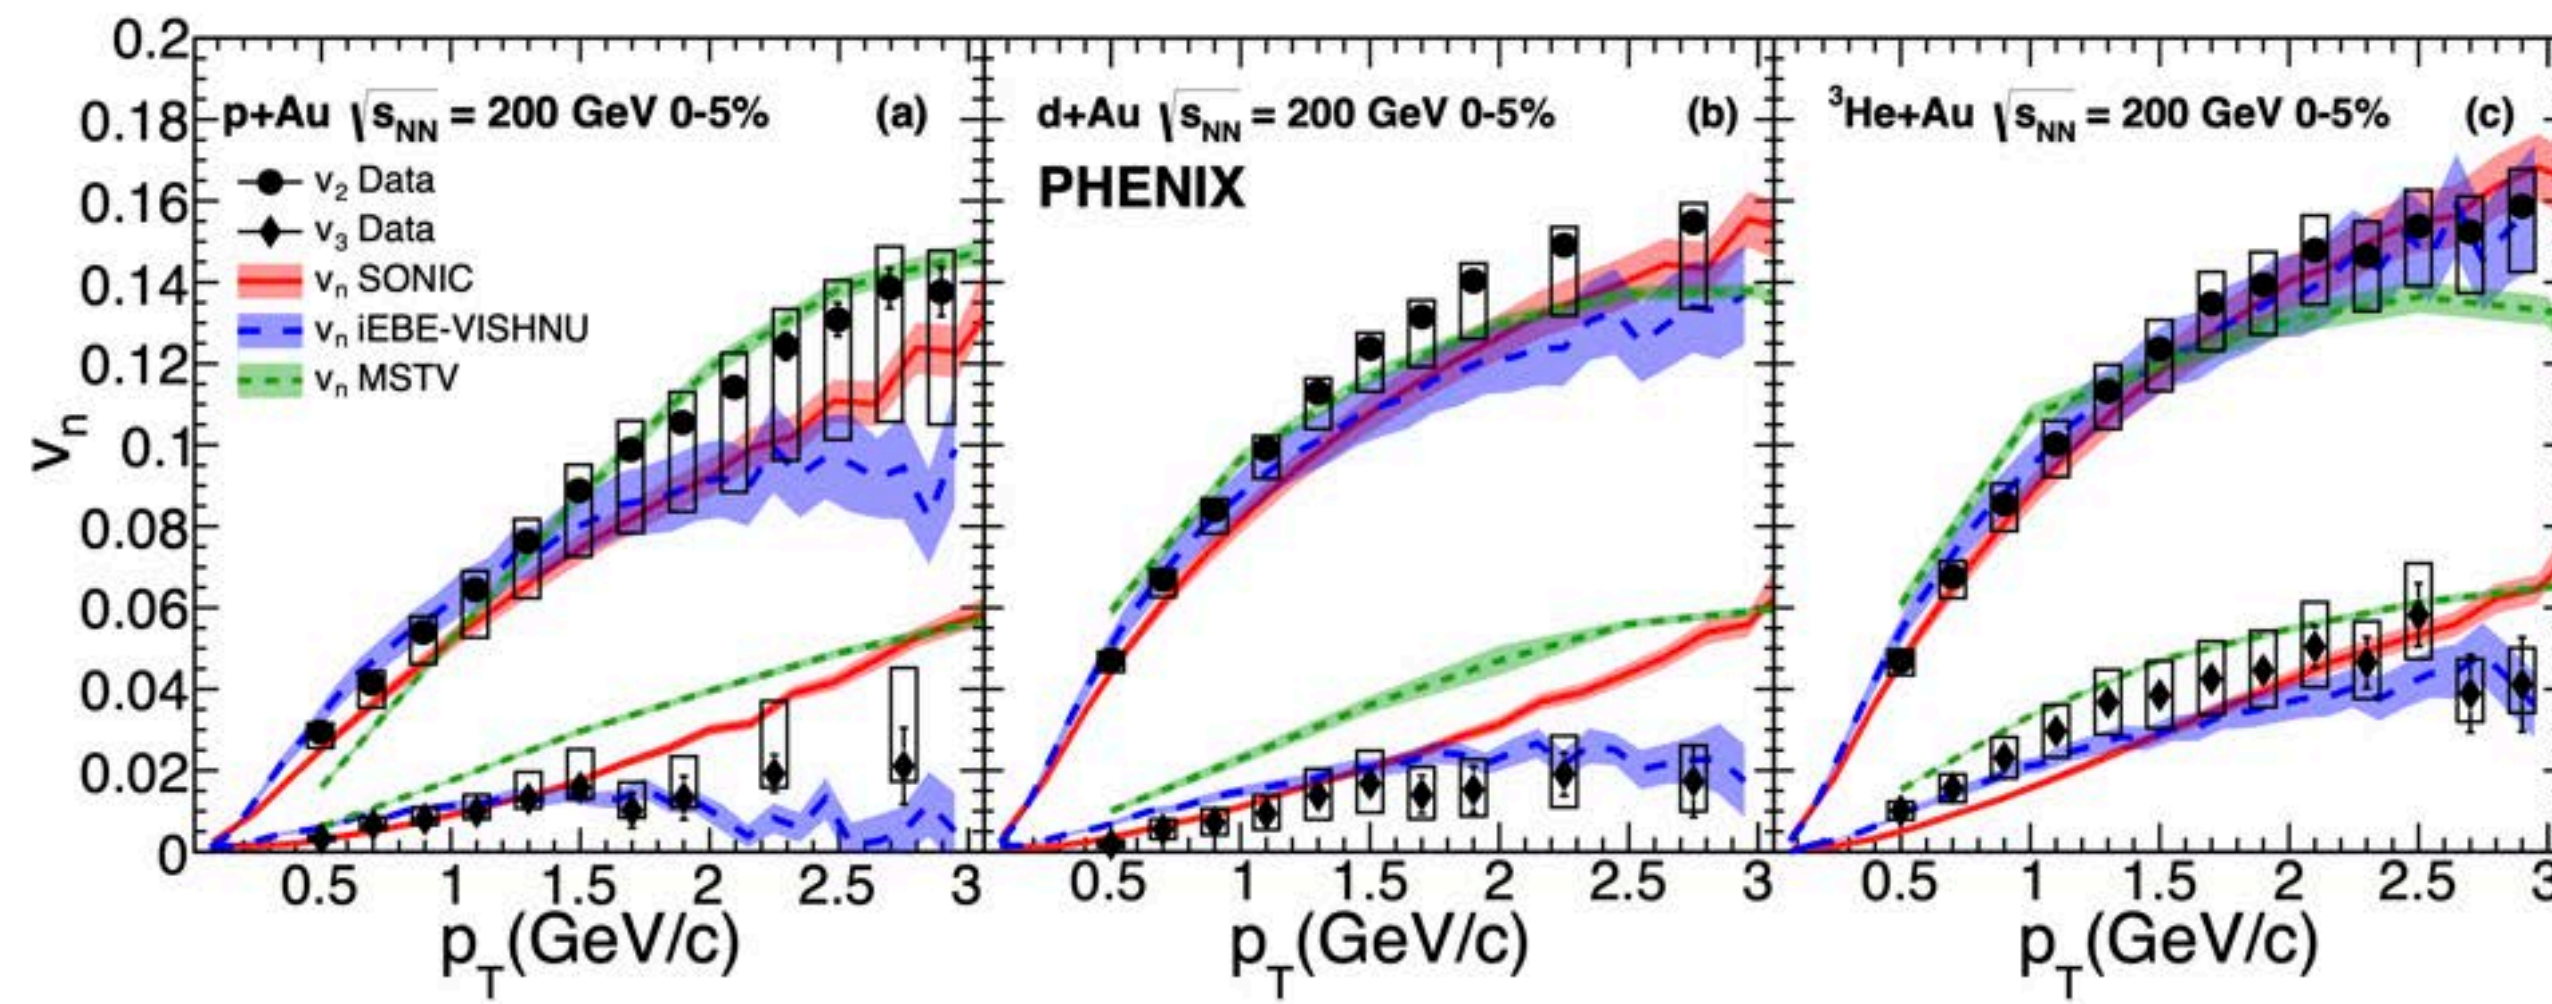 p+Au √sNN = 200 GeV 0-5% (a)
v2 Data
v3 Data
vn SONIC
vn iEBE-VISHNU
vn MSTV
d+Au √sNN = 200 GeV 0-5% (b)
PHENIX
3He+Au √sNN = 200 GeV 0-5% (c)
vn
0.2
0.18
0.16
0.14
0.12
0.1
0.08
0.06
0.04
0.02
0
0.5 1 1.5 2 2.5 3
0.5 1 1.5 2 2.5 3
0.5 1 1.5 2 2.5 3
pT(GeV/c)
pT(GeV/c)
pT(GeV/c)